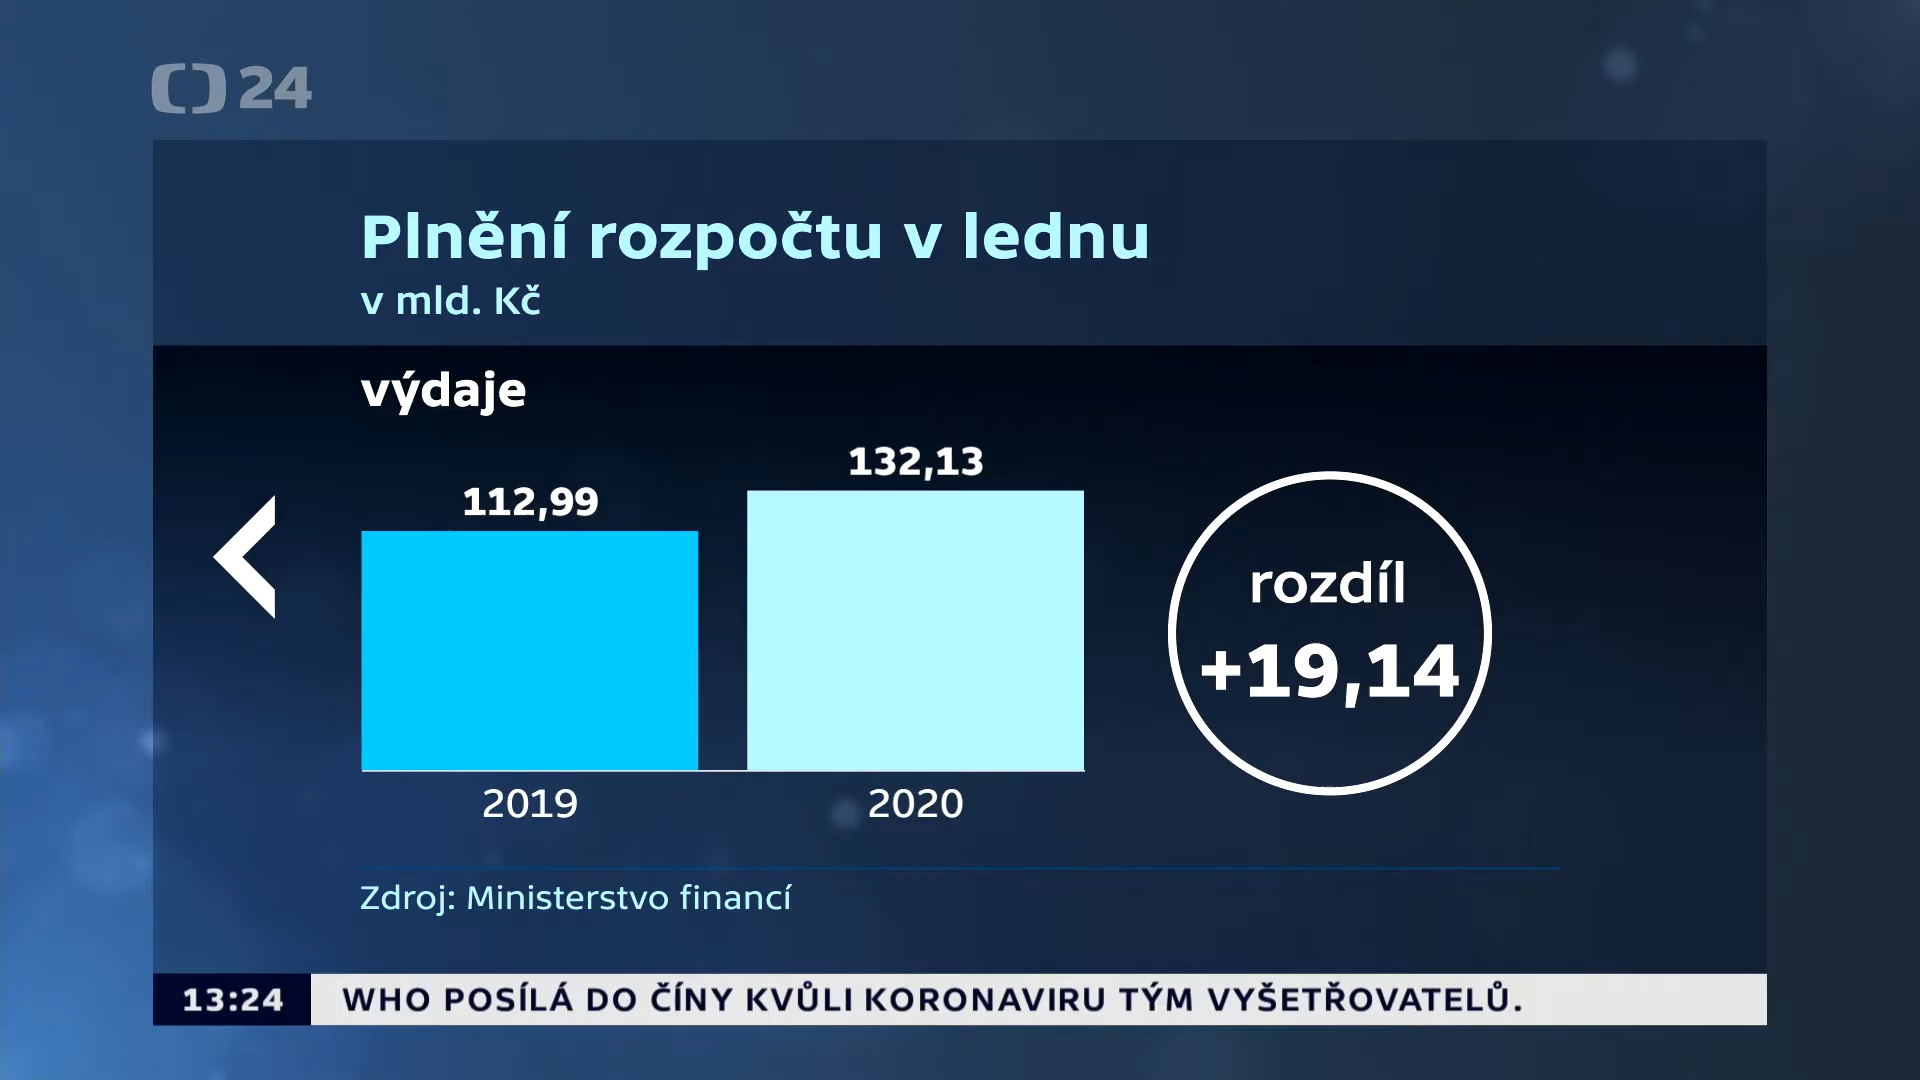 24
Plnění rozpočtu v lednu
v mld. Kč
výdaje
112,99
132,13
rozdíl
+19,14
2019
2020
Zdroj: Ministerstvo financí
13:24 WHO POSÍLÁ DO ČÍNY KVŮLI KORONAVIRU TÝM VYŠETŘOVATELŮ.